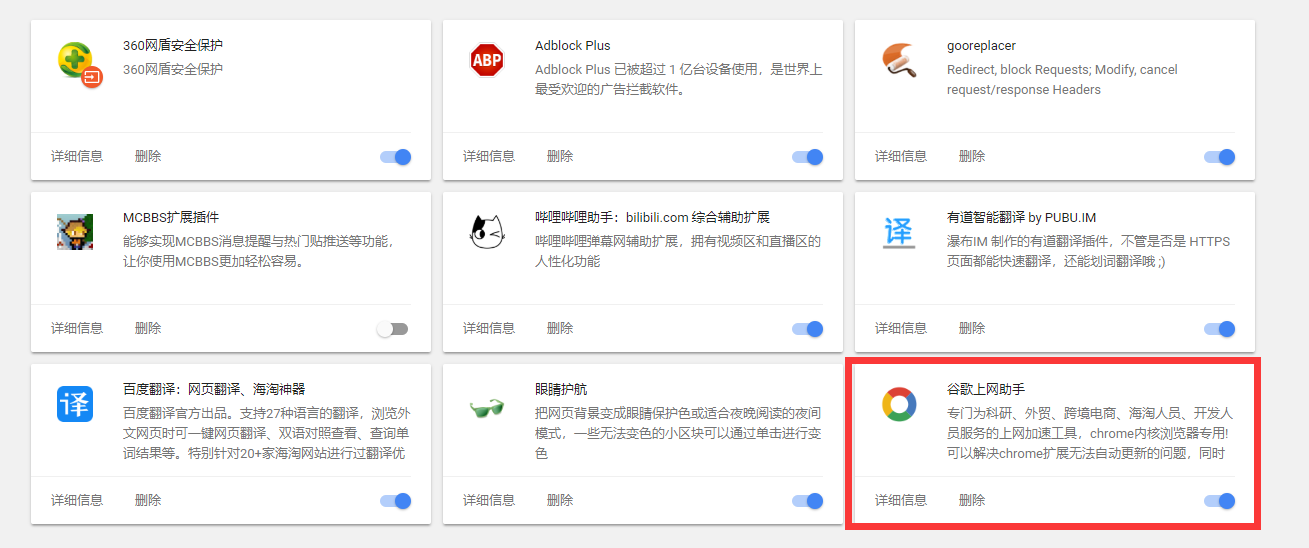 360网盾安全保护
360网盾安全保护
详细信息
删除
ABP
Adblock Plus
Adblock Plus 已被超过 1 亿台设备使用，是世界上
最受欢迎的广告拦截软件。
详细信息
删除
gooreplacer
Redirect, block Requests; Modify, cancel
request/response Headers
详细信息
删除
MCBBS扩展插件
能够实现MCBBS消息提醒与热门贴推送等功能，
让你使用MCBBS更加轻松容易。
详细信息
删除
哔哩哔哩助手：bilibili.com 综合辅助扩展
哔哩哔哩弹幕网辅助扩展，拥有视频区和直播区的
人性化功能
详细信息
删除
译
有道智能翻译 by PUBU.IM
瀑布IM 制作的有道翻译插件，不管是否是 HTTPS
页面都能快速翻译，还能划词翻译哦 ;)
详细信息
删除
译
百度翻译：网页翻译、海淘神器
百度翻译官方出品。支持27种语言的翻译，浏览外
文网页时可一键网页翻译、双语对照查看、查询单
词结果等。特别针对20+家海淘网站进行过翻译优
详细信息
删除
眼睛护航
把网页背景变成眼睛保护色或适合夜晚阅读的夜间
模式，一些无法变色的小区块可以通过单击进行变
色
详细信息
删除
谷歌上网助手
专门为科研、外贸、跨境电商、海淘人员、开发人
员服务的上网加速工具，chrome内核浏览器专用!
可以解决chrome扩展无法自动更新的问题，同时
详细信息
删除